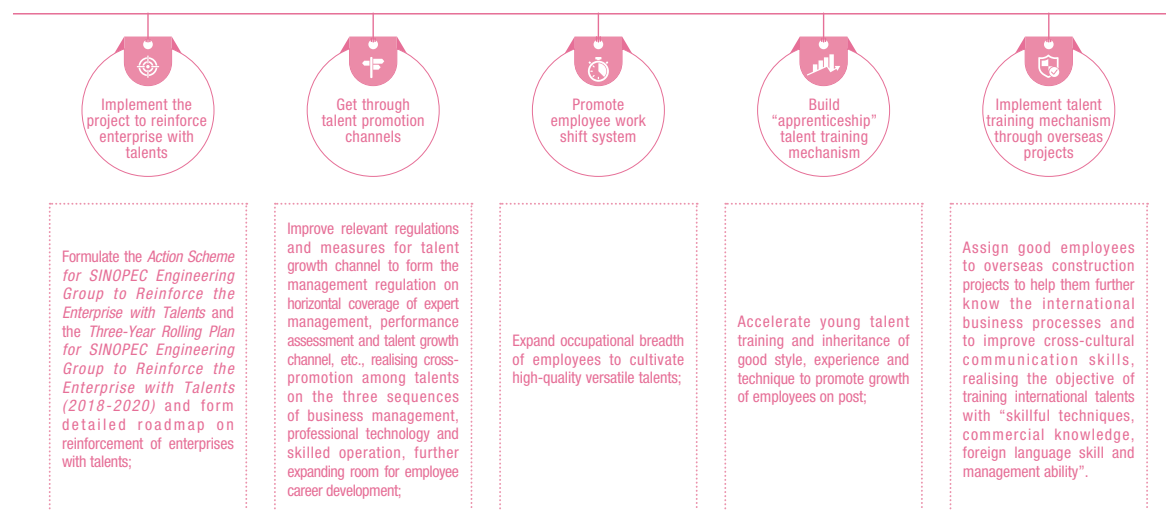 Implement the
project to reinforce
enterprise with
talents
Get through
talent promotion
channels
Promote
employee work
shift system
Build
“apprenticeship”
talent training
mechanism
Implement talent
training mechanism
through overseas
projects
Formulate the Action Scheme
for SINOPEC Engineering
Group to Reinforce the
Enterprise with Talents and
the Three-Year Rolling Plan
for SINOPEC Engineering
Group to Reinforce the
Enterprise with Talents
(2018-2020) and form
detailed roadmap on
reinforcement of enterprises
with talents;
Improve relevant regulations
and measures for talent
growth channel to form the
management regulation on
horizontal coverage of expert
management, performance
assessment and talent growth
channel, etc., realising cross-
promotion among talents
on the three sequences
of business management,
professional technology and
skilled operation, further
expanding room for employee
career development;
Expand occupational breadth
of employees to cultivate
high-quality versatile talents;
Accelerate young talent
training and inheritance of
good style, experience and
technique to promote growth
of employees on post;
Assign good employees
to overseas construction
projects to help them further
know the international
business processes and
to improve cross-cultural
communication skills,
realising the objective of
training international talents
with “skillful techniques,
commercial knowledge,
foreign language skill and
management ability”.